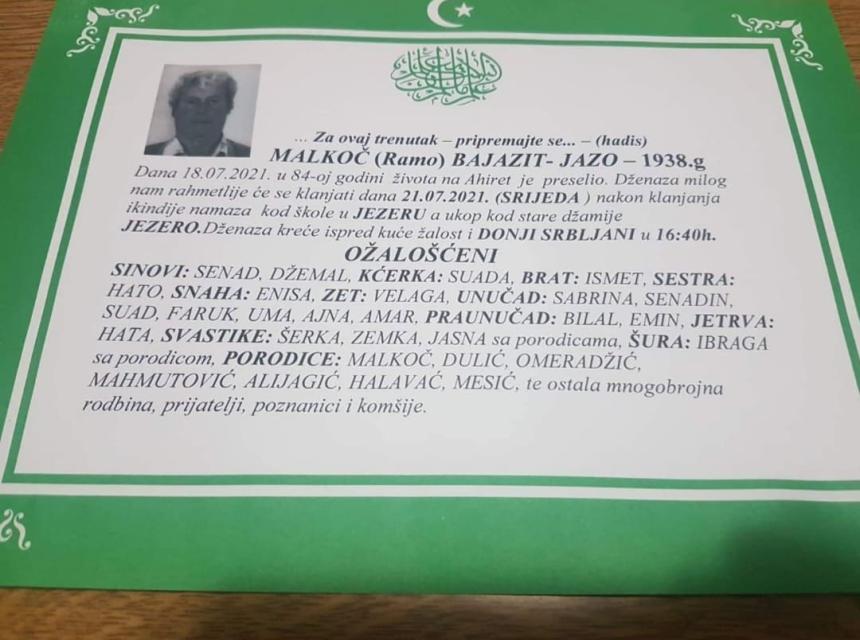 ... Za ovaj trenutak – pripremajte se... – (hadis)
MALKOČ (Ramo) BAJAZIT- JAZO – 1938.g
Dana 18.07.2021. u 84-oj godini života na Ahiret je preselio. Dženaza milog
nam rahmetlije će se klanjati dana 21.07.2021. (SRIJEDA ) nakon klanjanja
ikindije namaza kod škole u JEZERU a ukop kod stare džamije
JEZERO.Dženaza kreće ispred kuće žalost i DONJI SRBLJANI u 16:40h.
OŽALOŠĆENI
SINOVI: SENAD, DŽEMAL, KĆERKA: SUADA, BRAT: ISMET, SESTRA:
HATO, SNAHA: ENISA, ZET: VELAGA, UNUČAD: SABRINA, SENADIN,
SUAD, FARUK, UMA, AJNA, AMAR, PRAUNUČAD: BILAL, EMIN, JETRVA:
HATA, SVASTIKE: ŠERKA, ZEMKA, JASNA sa porodicama, ŠURA: IBRAGA
sa porodicom, PORODICE: MALKOČ, DULIĆ, OMERADŽIĆ,
MAHMUTOVIĆ, ALIJAGIĆ, HALAVAĆ, MESIĆ, te ostala mnogobrojna
rodbina, prijatelji, poznanici i komšije.